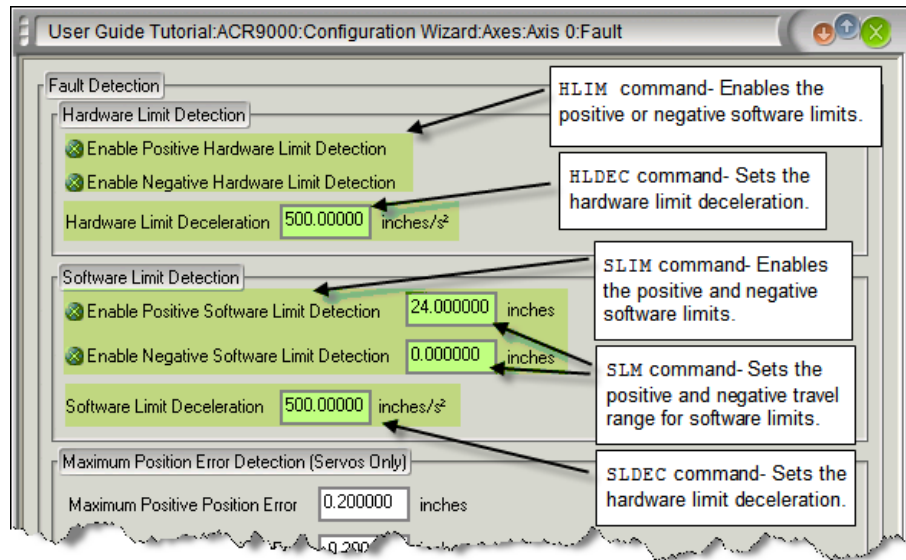 User Guide Tutorial:ACR9000:Configuration Wizard:Axes:Axis 0:Fault
Fault Detection
Hardware Limit Detection
Enable Positive Hardware Limit Detection
Enable Negative Hardware Limit Detection
Hardware Limit Deceleration 500.00000 inches/s²
HLIM command- Enables the
positive or negative software limits.
HLDEC command- Sets the
hardware limit deceleration.
Software Limit Detection
Enable Positive Software Limit Detection 24.000000 inches
Enable Negative Software Limit Detection 0.000000 inches
Software Limit Deceleration 500.00000 inches/s²
SLIM command- Enables
the positive and negative
software limits.
SLM command- Sets the
positive and negative travel
range for software limits.
SLDEC command- Sets the
hardware limit deceleration.
Maximum Position Error Detection (Servos Only)
Maximum Positive Position Error 0.200000 inches